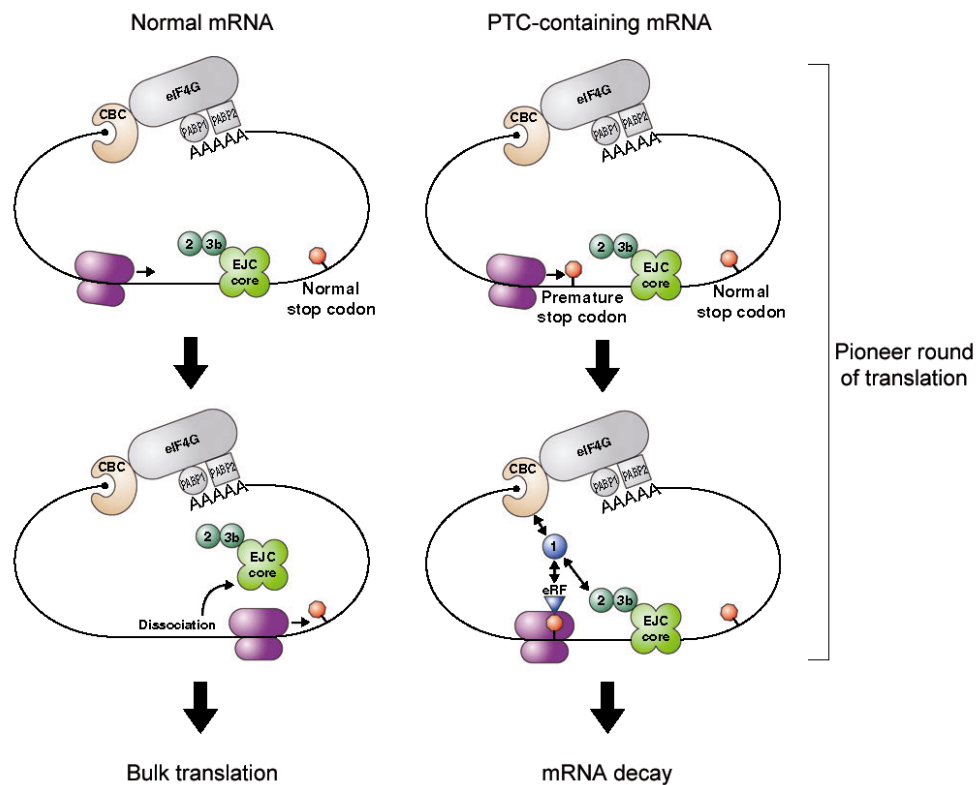 Normal mRNA
PTC-containing mRNA
eIF4G
CBC
PABP1
PABP2
AAAAA
2
3b
EJC
core
Normal
stop codon
eIF4G
CBC
PABP1
PABP2
AAAAA
2
3b
EJC
core
Premature
stop codon
Normal
stop codon
Pioneer round
of translation
eIF4G
CBC
PABP1
PABP2
AAAAA
2
3b
EJC
core
Dissociation
eIF4G
CBC
PABP1
PABP2
AAAAA
1
eRF
2
3b
EJC
core
Bulk translation
mRNA decay